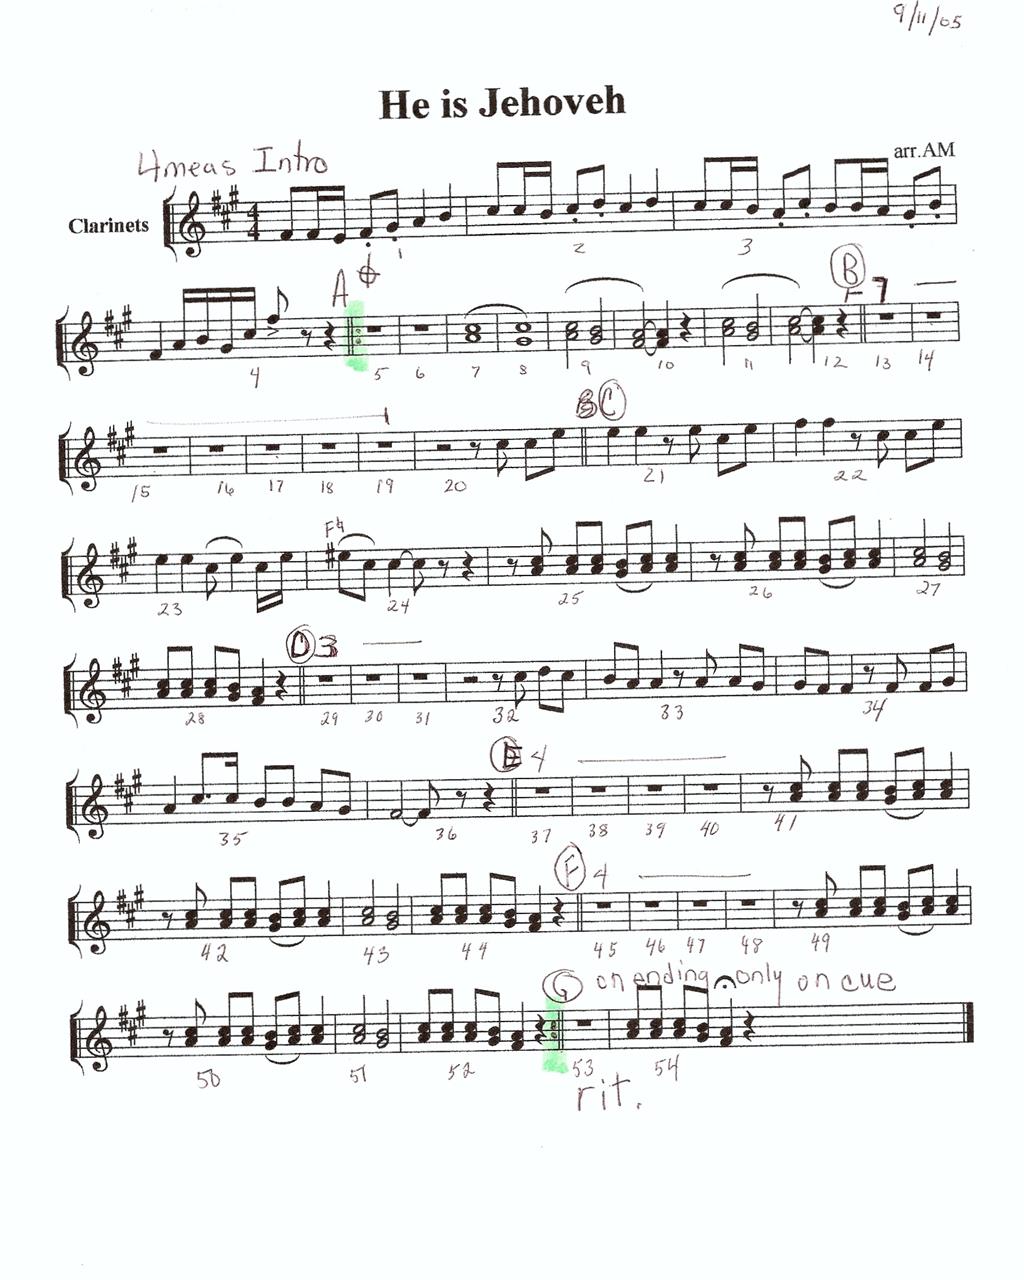 9/11/05
He is Jehoveh
arr.AM
4 meas Intro
Clarinets
4
4
1 2 3
A B 7
4 5 6 7 8 9 10 11 12 13 14
C
15 16 17 18 19 20 21 22
F♮
23 24 25 26 27
D 3
28 29 30 31 32 33 34
E 4
35 36 37 38 39 40 41
F 4
42 43 44 45 46 47 48 49
G on ending only on cue
50 51 52 53 54
rit.